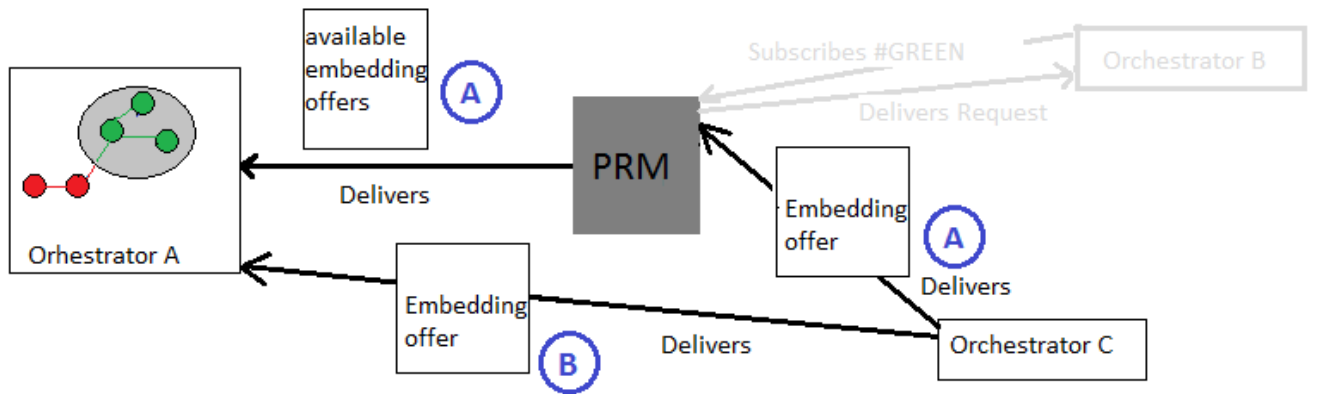 available
embedding
offers
A
Subscribes #GREEN
Orchestrator B
Delivers Request
PRM
Delivers
Embedding
offer
A
Orhestrator A
Delivers
Embedding
offer
B
Delivers
Orchestrator C